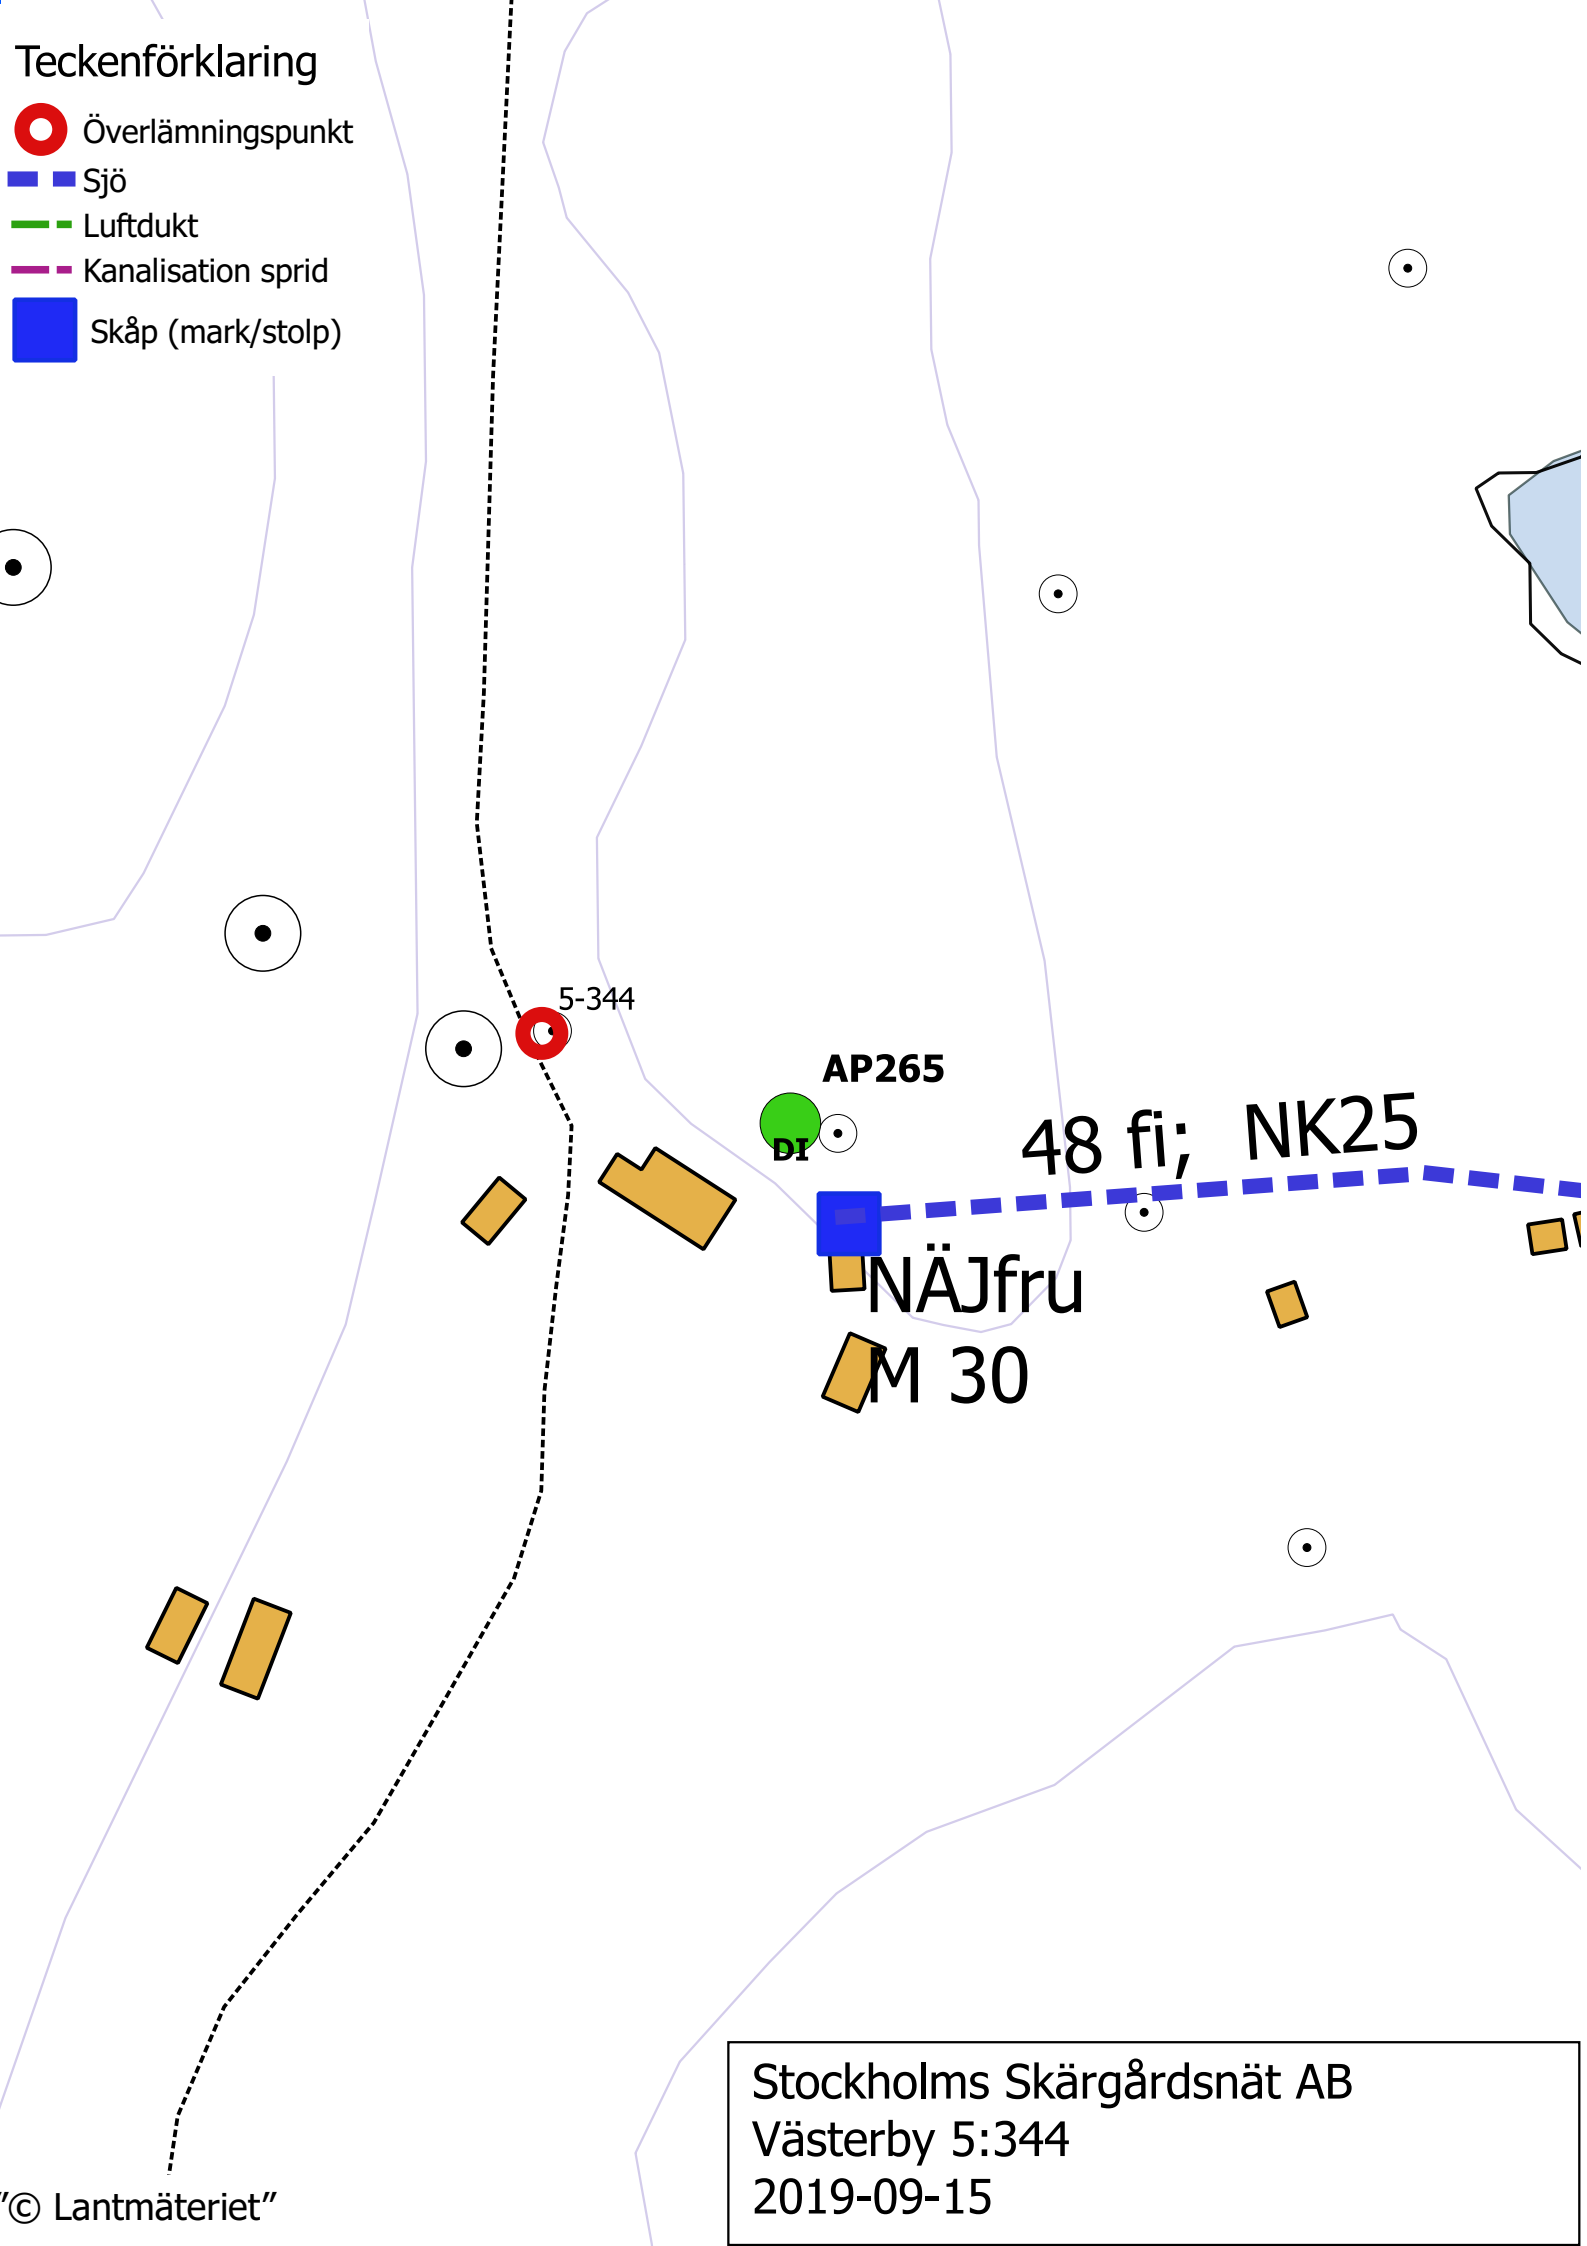 Teckenförklaring
Överlämningspunkt
Sjö
Luftdukt
Kanalisation sprid
Skåp (mark/stolp)
5-344
AP265
DI
48 fi;  NK25
NÄJfru
M 30
Stockholms Skärgårdsnät AB
Västerby 5:344
2019-09-15
"© Lantmäteriet"